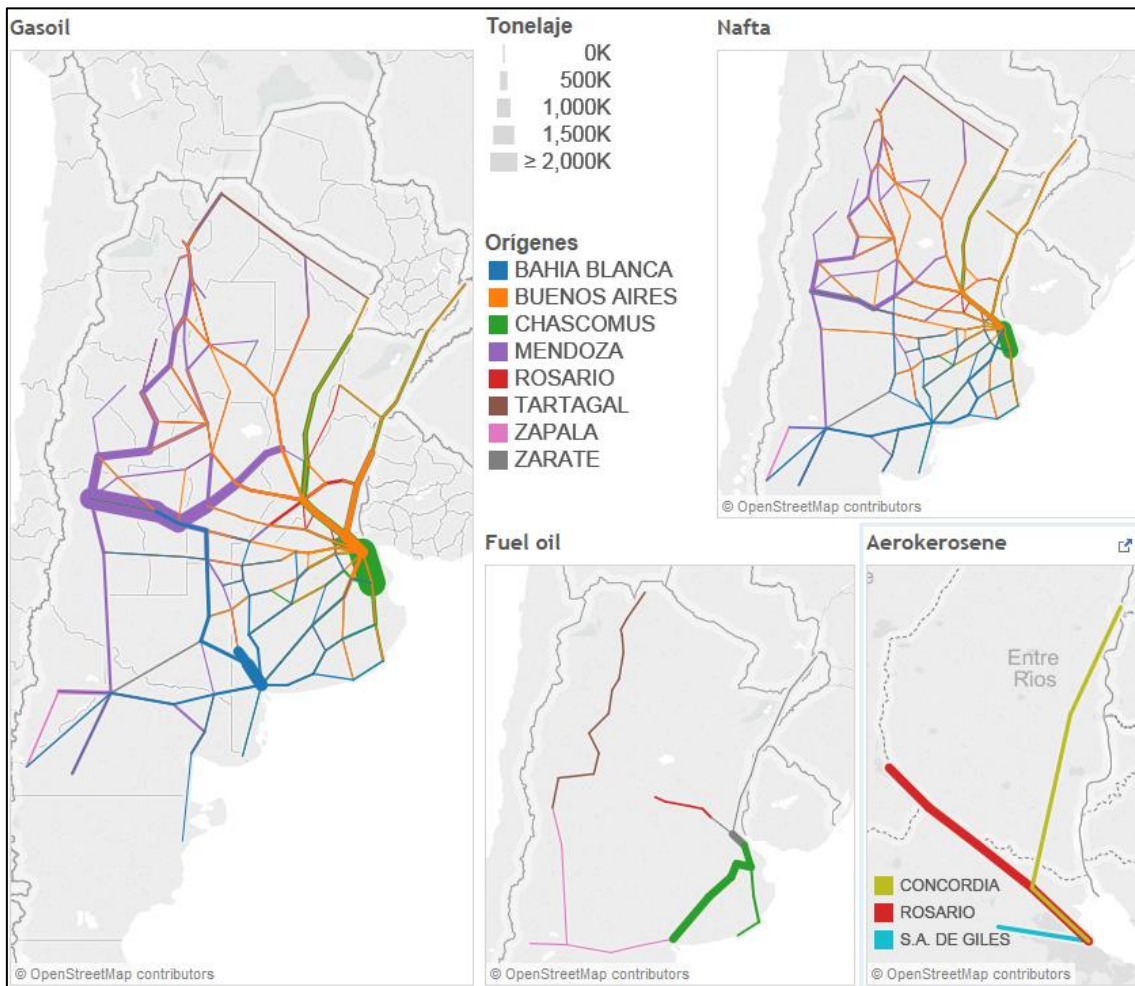 Gasoil
Tonelaje
0K
500K
1,000K
1,500K
≥ 2,000K
Orígenes
BAHIA BLANCA
BUENOS AIRES
CHASCOMUS
MENDOZA
ROSARIO
TARTAGAL
ZAPALA
ZARATE
© OpenStreetMap contributors
Nafta
© OpenStreetMap contributors
Fuel oil
© OpenStreetMap contributors
Aerokerosene
Entre
Ríos
CONCORDIA
ROSARIO
S.A. DE GILES
© OpenStreetMap contributors